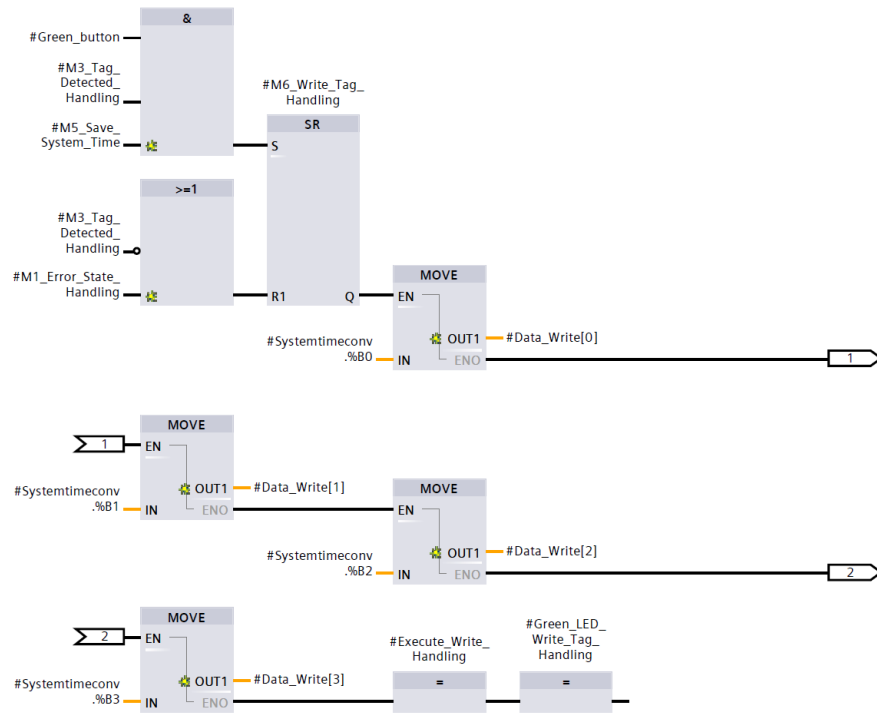 &
#Green_button
#M3_Tag_
Detected_
Handling
#M5_Save_
System_Time
#M6_Write_Tag_
Handling
SR
S
>=1
#M3_Tag_
Detected_
Handling
#M1_Error_State_
Handling
R1 Q
MOVE
EN
OUT1 #Data_Write[0]
#Systemtimeconv
.%B0 IN ENO
1
MOVE
1 EN
#Systemtimeconv
.%B1 IN
OUT1 #Data_Write[1]
ENO
MOVE
EN
OUT1 #Data_Write[2]
#Systemtimeconv
.%B2 IN ENO
2
MOVE
2 EN
#Systemtimeconv
.%B3 IN
OUT1 #Data_Write[3]
ENO
#Execute_Write_
Handling
=
#Green_LED_
Write_Tag_
Handling
=